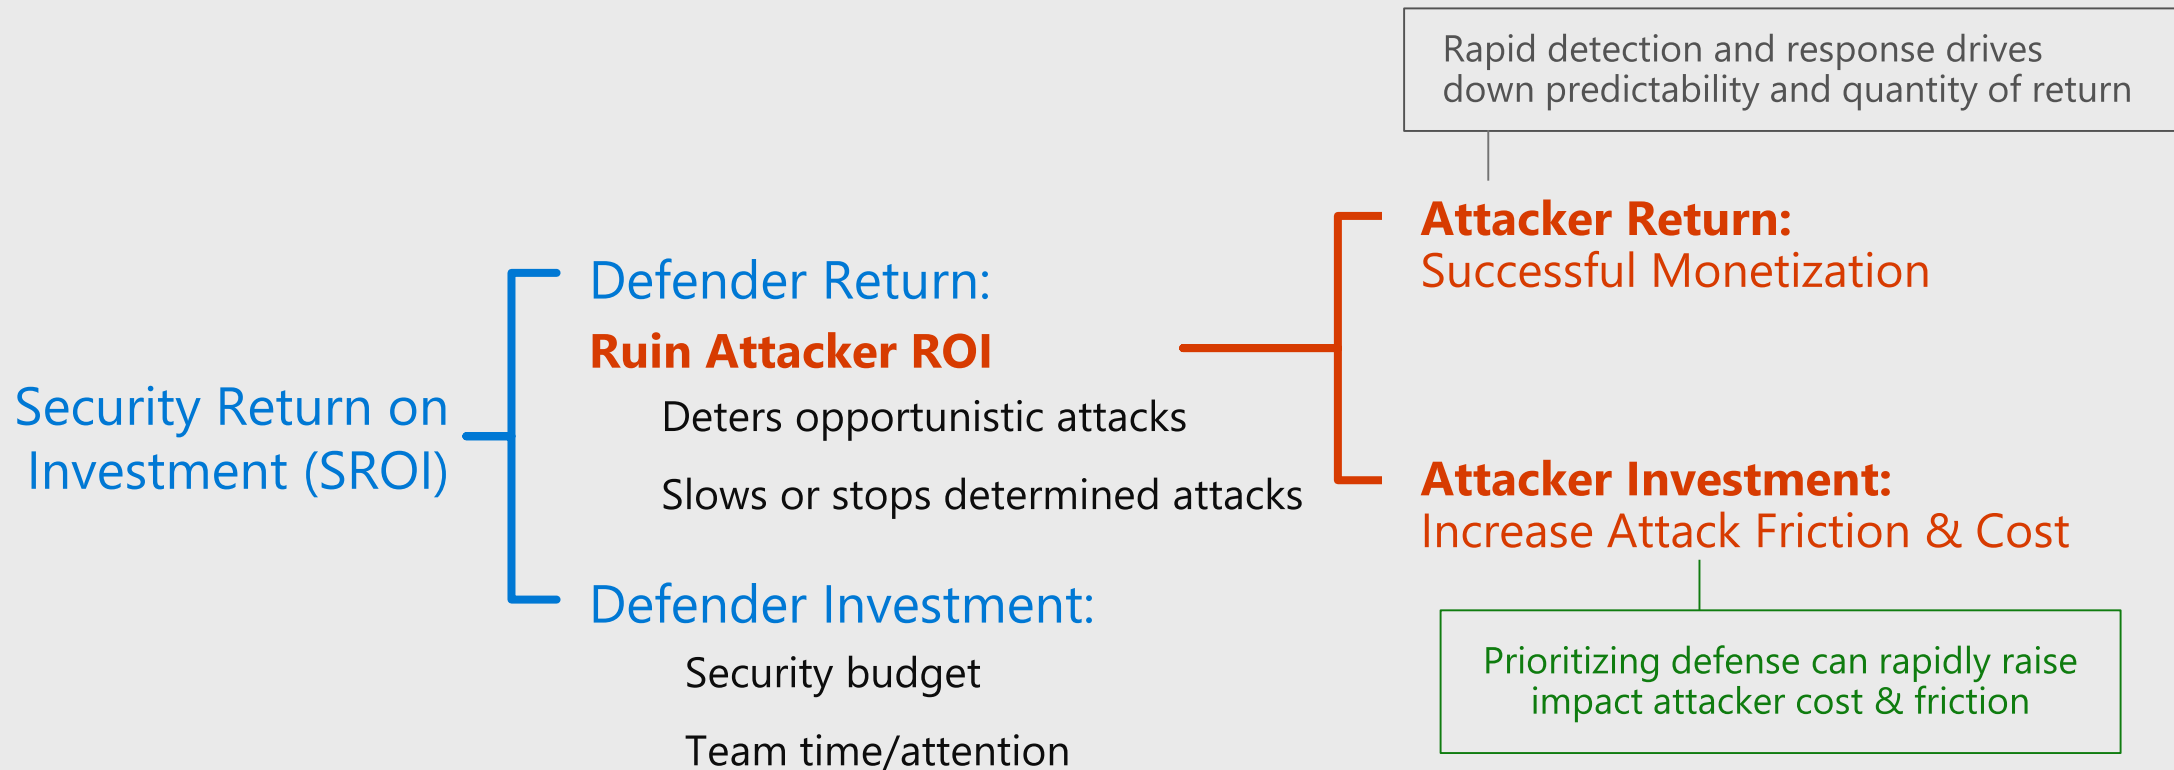 Rapid detection and response drives
down predictability and quantity of return
Security Return on
Investment (SROI)
Defender Return:
Ruin Attacker ROI
Deters opportunistic attacks
Slows or stops determined attacks
Defender Investment:
Security budget
Team time/attention
Attacker Return:
Successful Monetization
Attacker Investment:
Increase Attack Friction & Cost
Prioritizing defense can rapidly raise
impact attacker cost & friction